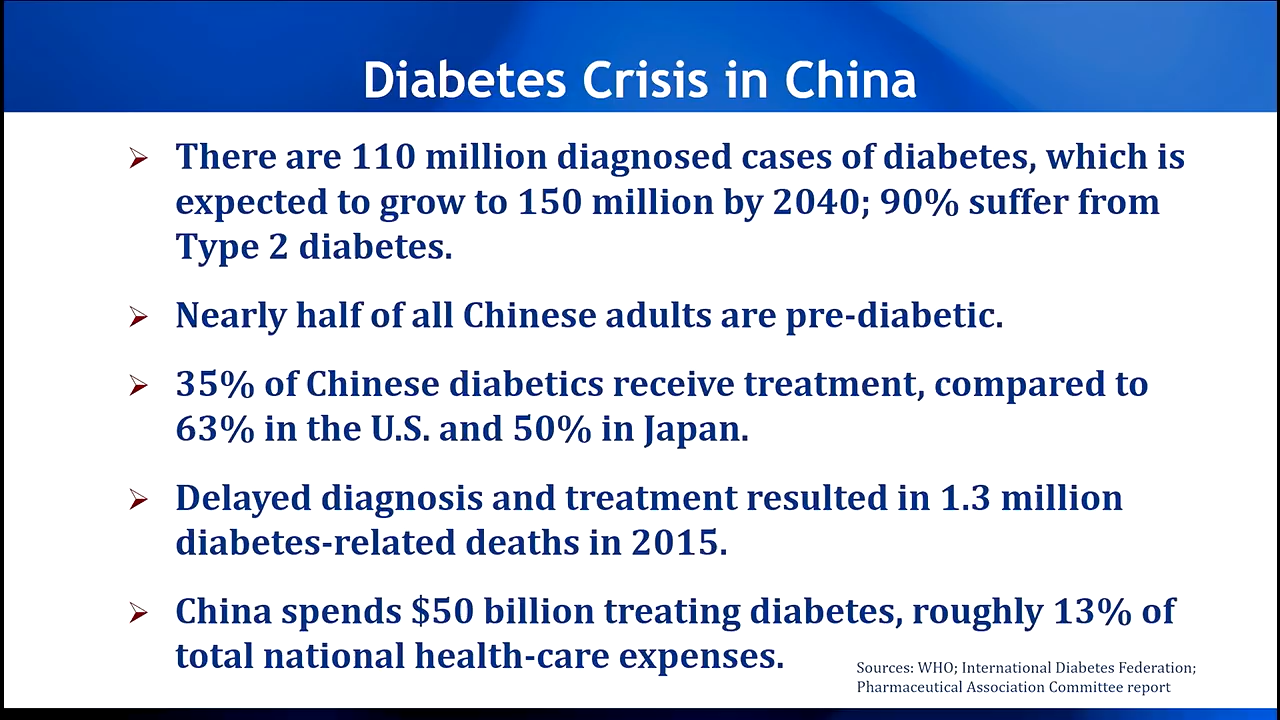 Diabetes Crisis in China
➢ There are 110 million diagnosed cases of diabetes, which is
expected to grow to 150 million by 2040; 90% suffer from
Type 2 diabetes.
➢ Nearly half of all Chinese adults are pre-diabetic.
➢ 35% of Chinese diabetics receive treatment, compared to
63% in the U.S. and 50% in Japan.
➢ Delayed diagnosis and treatment resulted in 1.3 million
diabetes-related deaths in 2015.
➢ China spends $50 billion treating diabetes, roughly 13% of
total national health-care expenses.
Sources: WHO; International Diabetes Federation;
Pharmaceutical Association Committee report